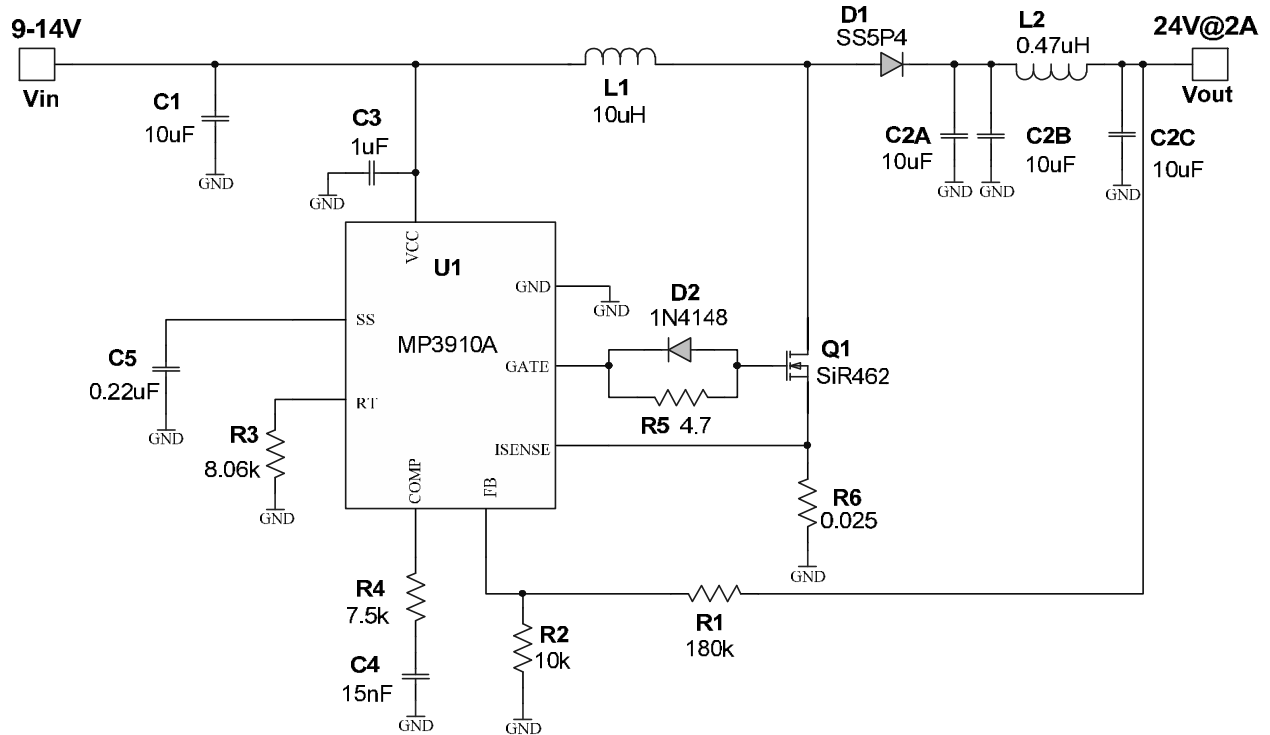 9-14V
Vin
C1
10uF
GND
C3
1uF
GND
L1
10uH
D1
SS5P4
L2
0.47uH
24V@2A
Vout
C2A
10uF
GND
GND
C2B
10uF
C2C
10uF
GND
VCC
U1
MP3910A
SS
RT
COMP
FB
GND
GATE
ISENSE
GND
C5
0.22uF
GND
R3
8.06k
GND
D2
1N4148
R5 4.7
Q1
SiR462
R6
0.025
GND
R4
7.5k
C4
15nF
GND
R2
10k
GND
R1
180k